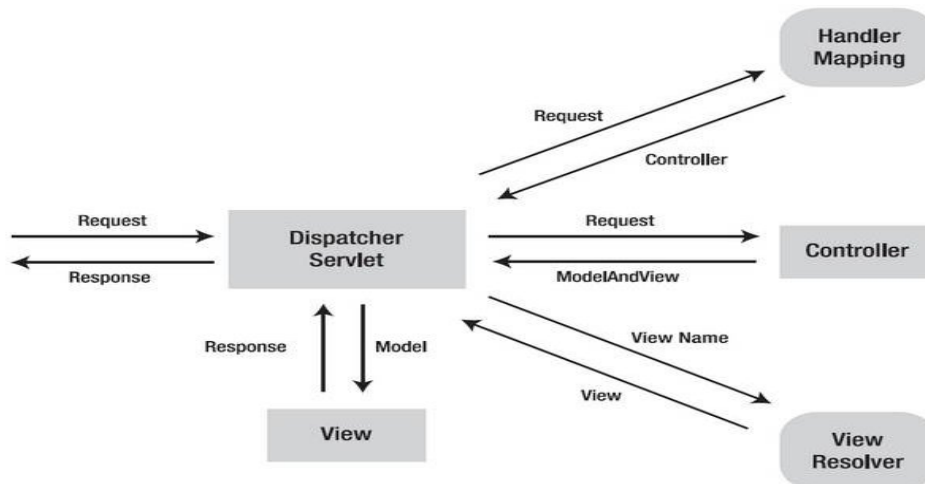 Handler
Mapping
Request
Controller
Request
Response
Dispatcher
Servlet
Request
ModelAndView
Controller
Response
Model
View Name
View
View
View
Resolver